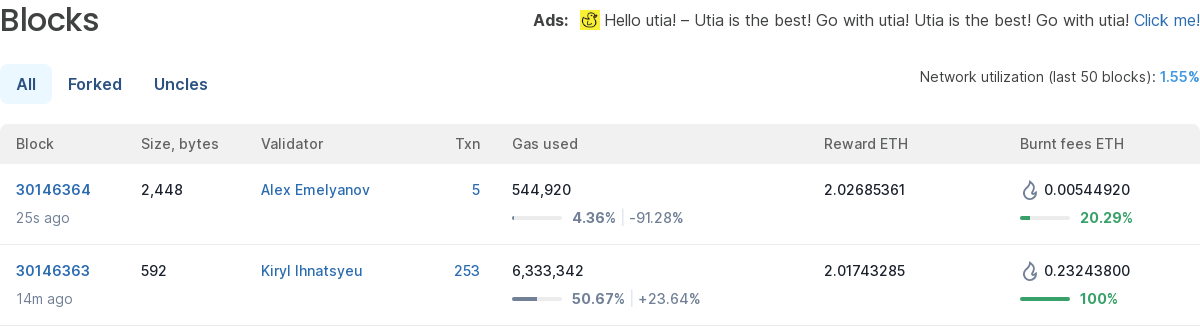 Blocks
Ads: Hello utia! – Utia is the best! Go with utia! Utia is the best! Go with utia! Click me!
All Forked Uncles
Network utilization (last 50 blocks): 1.55%
Block Size, bytes Validator Txn Gas used Reward ETH Burnt fees ETH
30146364 2,448 Alex Emelyanov 5 544,920 2.02685361 0.00544920
25s ago 4.36% -91.28% 20.29%
30146363 592 Kiryl Ihnatsyeu 253 6,333,342 2.01743285 0.23243800
14m ago 50.67% +23.64% 100%